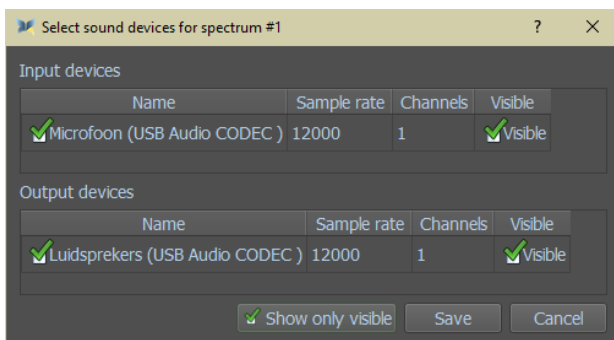 Select sound devices for spectrum #1
Input devices
Name Sample rate Channels Visible
Microfoon (USB Audio CODEC ) 12000 1 Visible
Output devices
Name Sample rate Channels Visible
Luidsprekers (USB Audio CODEC ) 12000 1 Visible
Show only visible Save Cancel